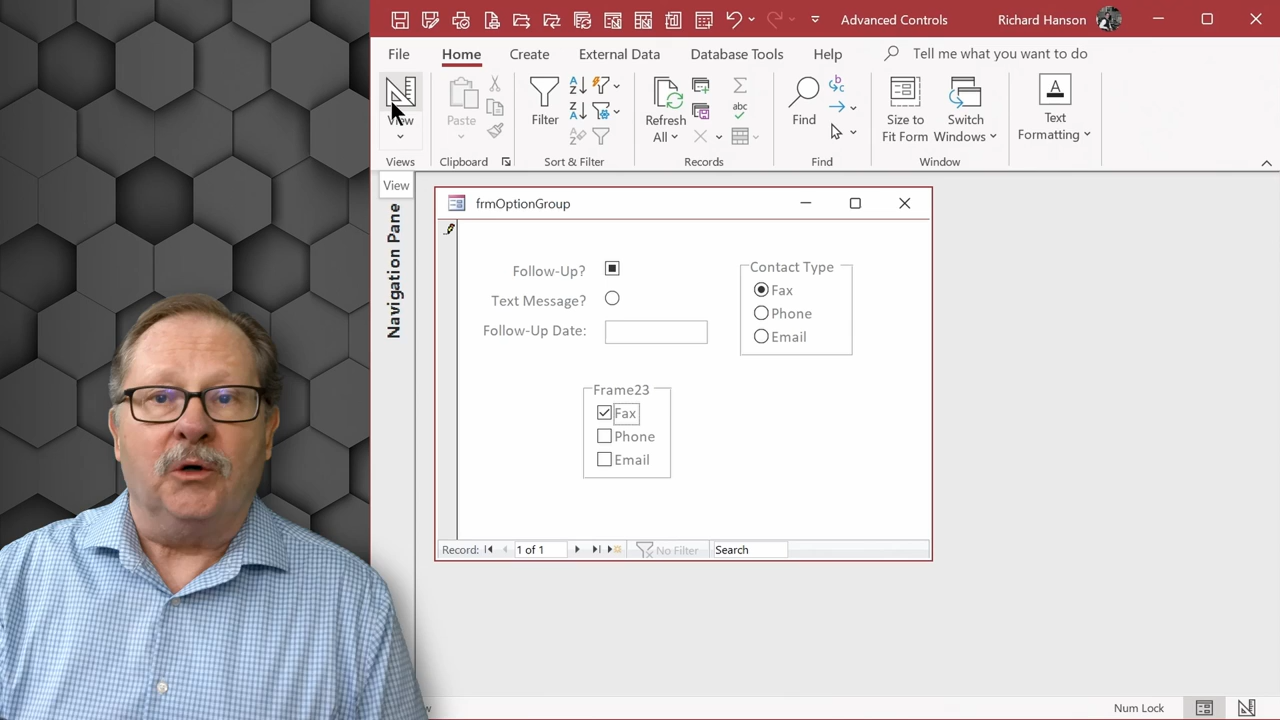 Advanced Controls
Richard Hanson
File
Home
Create
External Data
Database Tools
Help
Tell me what you want to do
View
Paste
Filter
Refresh
All
abc
Find
Size to
Fit Form
Switch
Windows
A
Text
Formatting
Views
Clipboard
Sort & Filter
Records
Find
Window
View
Navigation Pane
frmOptionGroup
Follow-Up?
Text Message?
Follow-Up Date:
Contact Type
Fax
Phone
Email
Frame23
Fax
Phone
Email
Record:
1 of 1
No Filter
Search
Num Lock